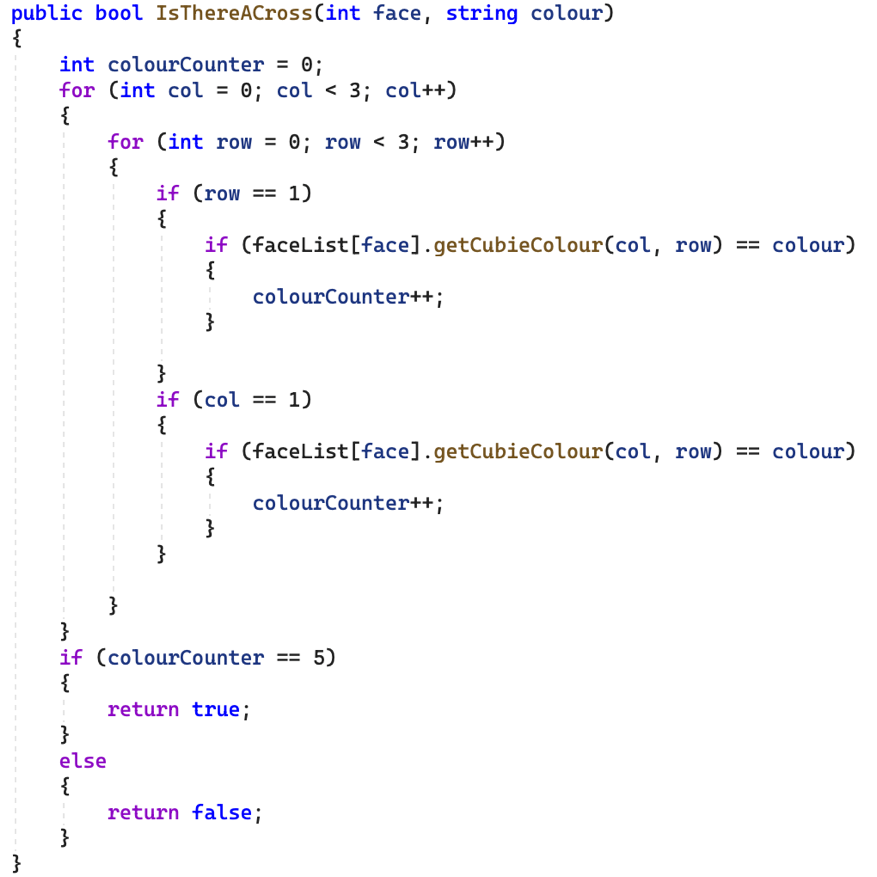 public bool IsThereACross(int face, string colour)
{
    int colourCounter = 0;
    for (int col = 0; col < 3; col++)
    {
        for (int row = 0; row < 3; row++)
        {
            if (row == 1)
            {
                if (faceList[face].getCubieColour(col, row) == colour)
                {
                    colourCounter++;
                }

            }
            if (col == 1)
            {
                if (faceList[face].getCubieColour(col, row) == colour)
                {
                    colourCounter++;
                }
            }

        }
    }
    if (colourCounter == 5)
    {
        return true;
    }
    else
    {
        return false;
    }
}